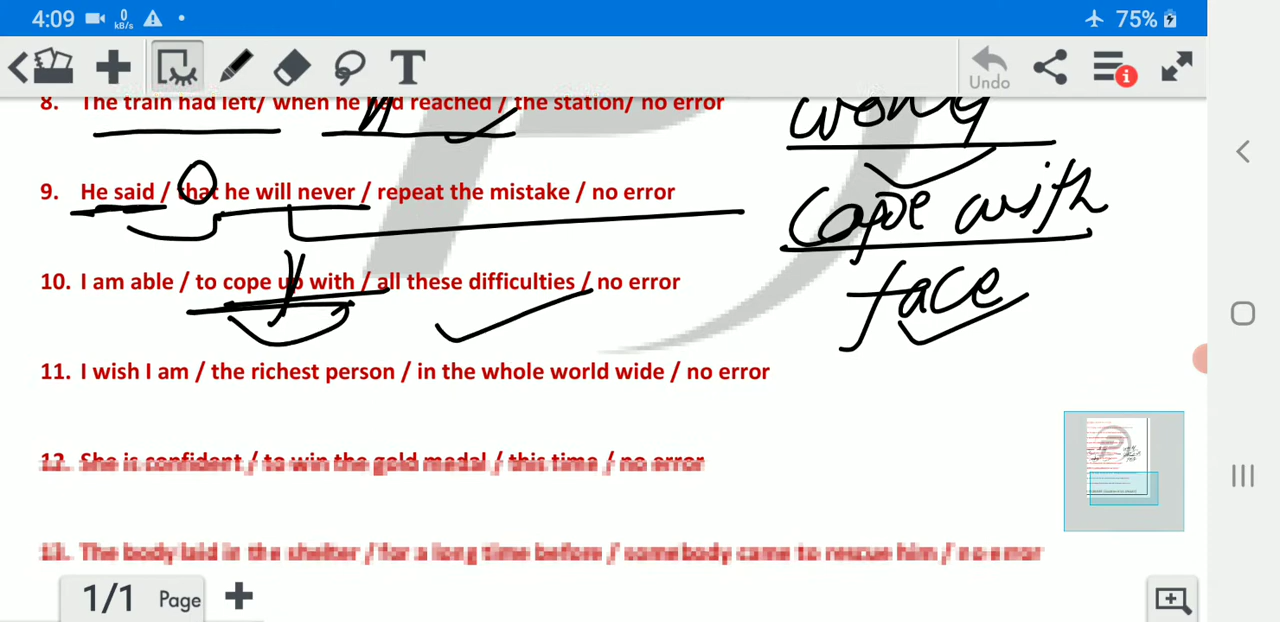 4:09 0 kB/s 75%
Undo
8. The train had left/ when he had reached / the station/ no error
wrong
9. He said / that he will never / repeat the mistake / no error
cope with
10. I am able / to cope up with / all these difficulties / no error
face
11. I wish I am / the richest person / in the whole world wide / no error
12. She is confident / to win the gold medal / this time / no error
13. The body laid in the shelter / for a long time before / somebody came to rescue him / no error
1/1 Page